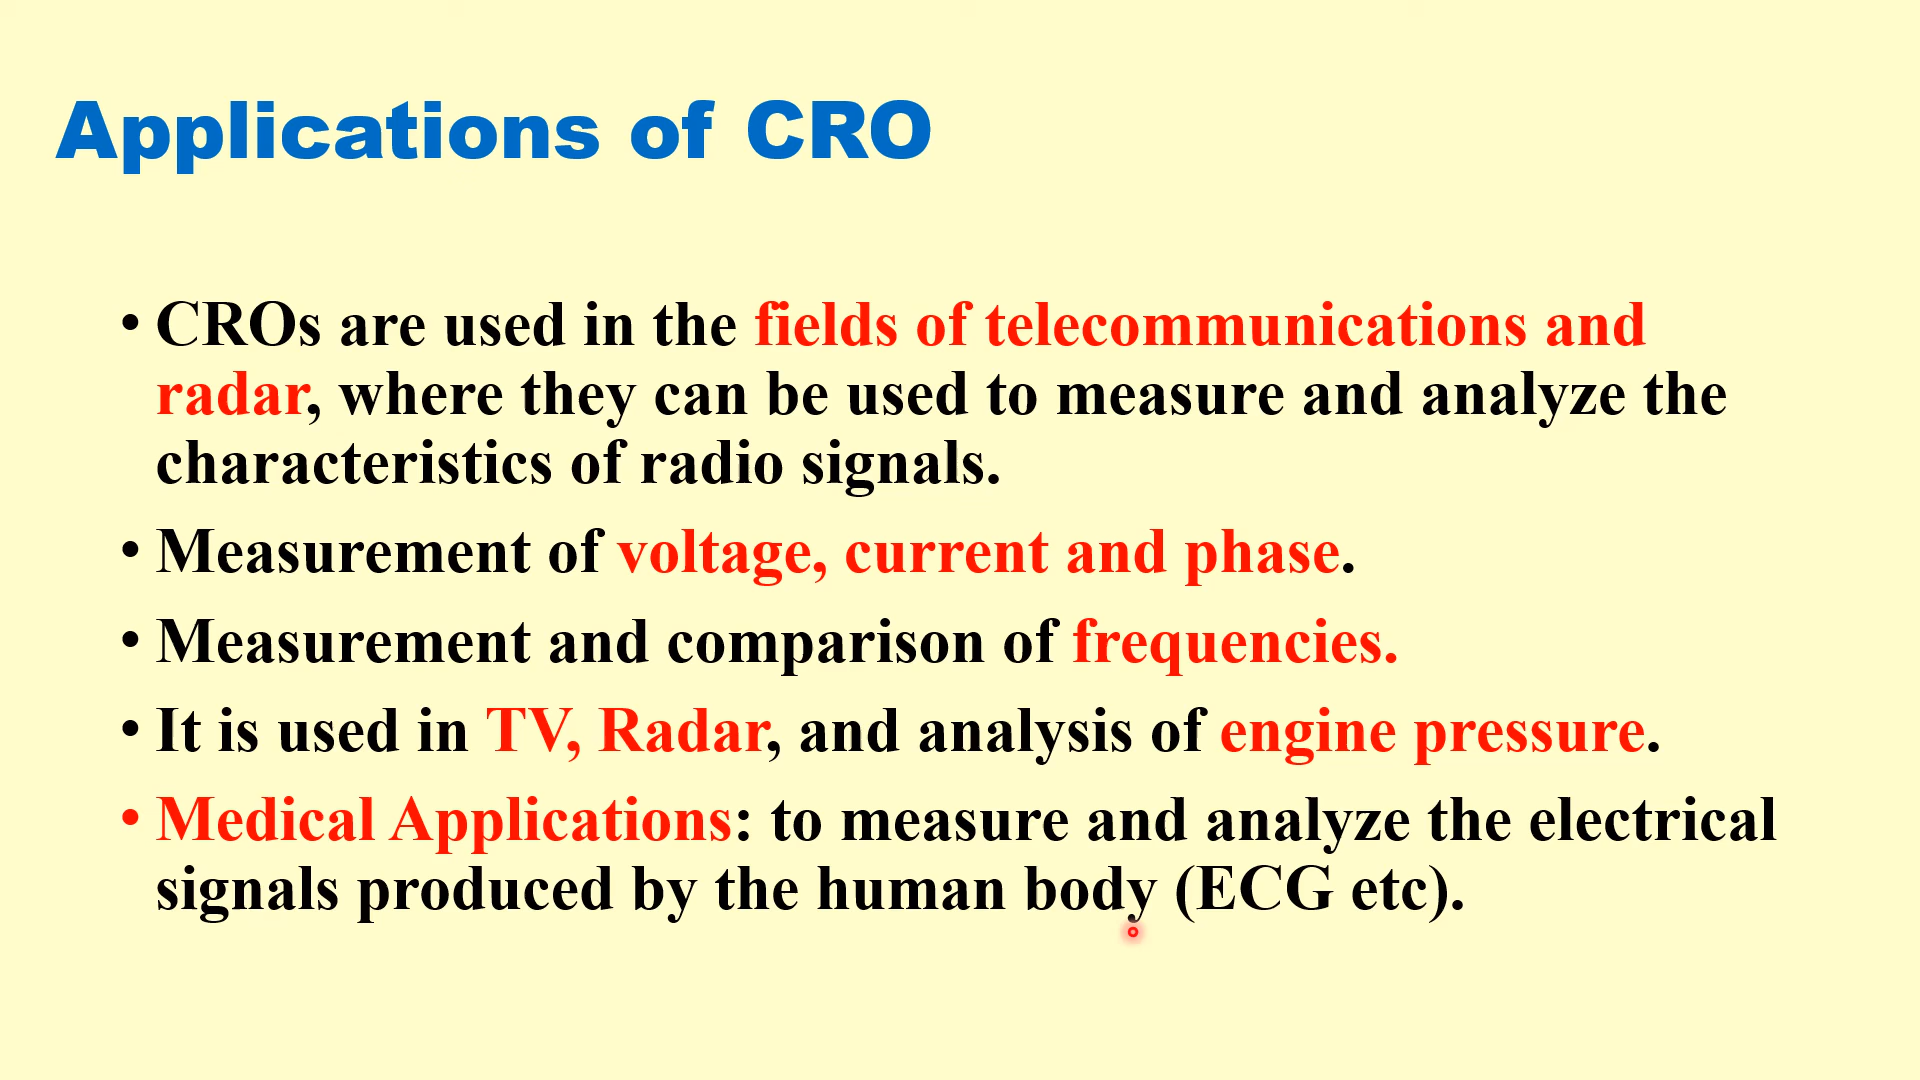 Applications of CRO
• CROs are used in the fields of telecommunications and
radar, where they can be used to measure and analyze the
characteristics of radio signals.
• Measurement of voltage, current and phase.
• Measurement and comparison of frequencies.
• It is used in TV, Radar, and analysis of engine pressure.
• Medical Applications: to measure and analyze the electrical
signals produced by the human body (ECG etc).